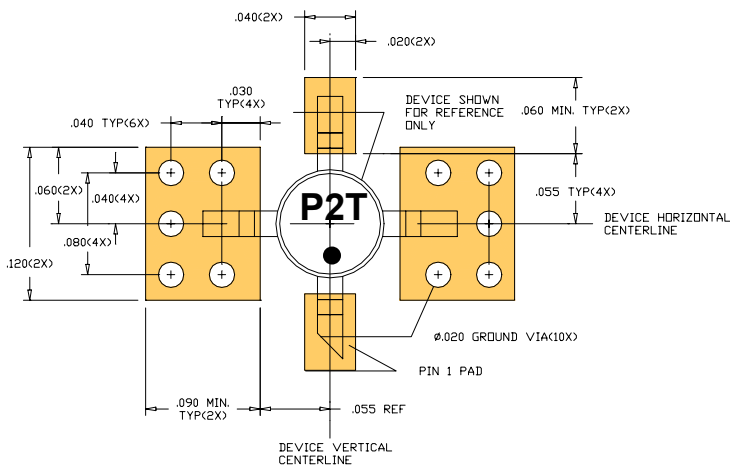 .040(2X)
.020(2X)
.030
TYP(4X)
.040 TYP(6X)
DEVICE SHOWN
FOR REFERENCE
ONLY
.060 MIN. TYP(2X)
.060(2X)
.040(4X)
.055 TYP(4X)
P2T
DEVICE HORIZONTAL
CENTERLINE
.080(4X)
.120(2X)
ø.020 GROUND VIA(10X)
PIN 1 PAD
.090 MIN.
TYP(2X)
.055 REF
DEVICE VERTICAL
CENTERLINE